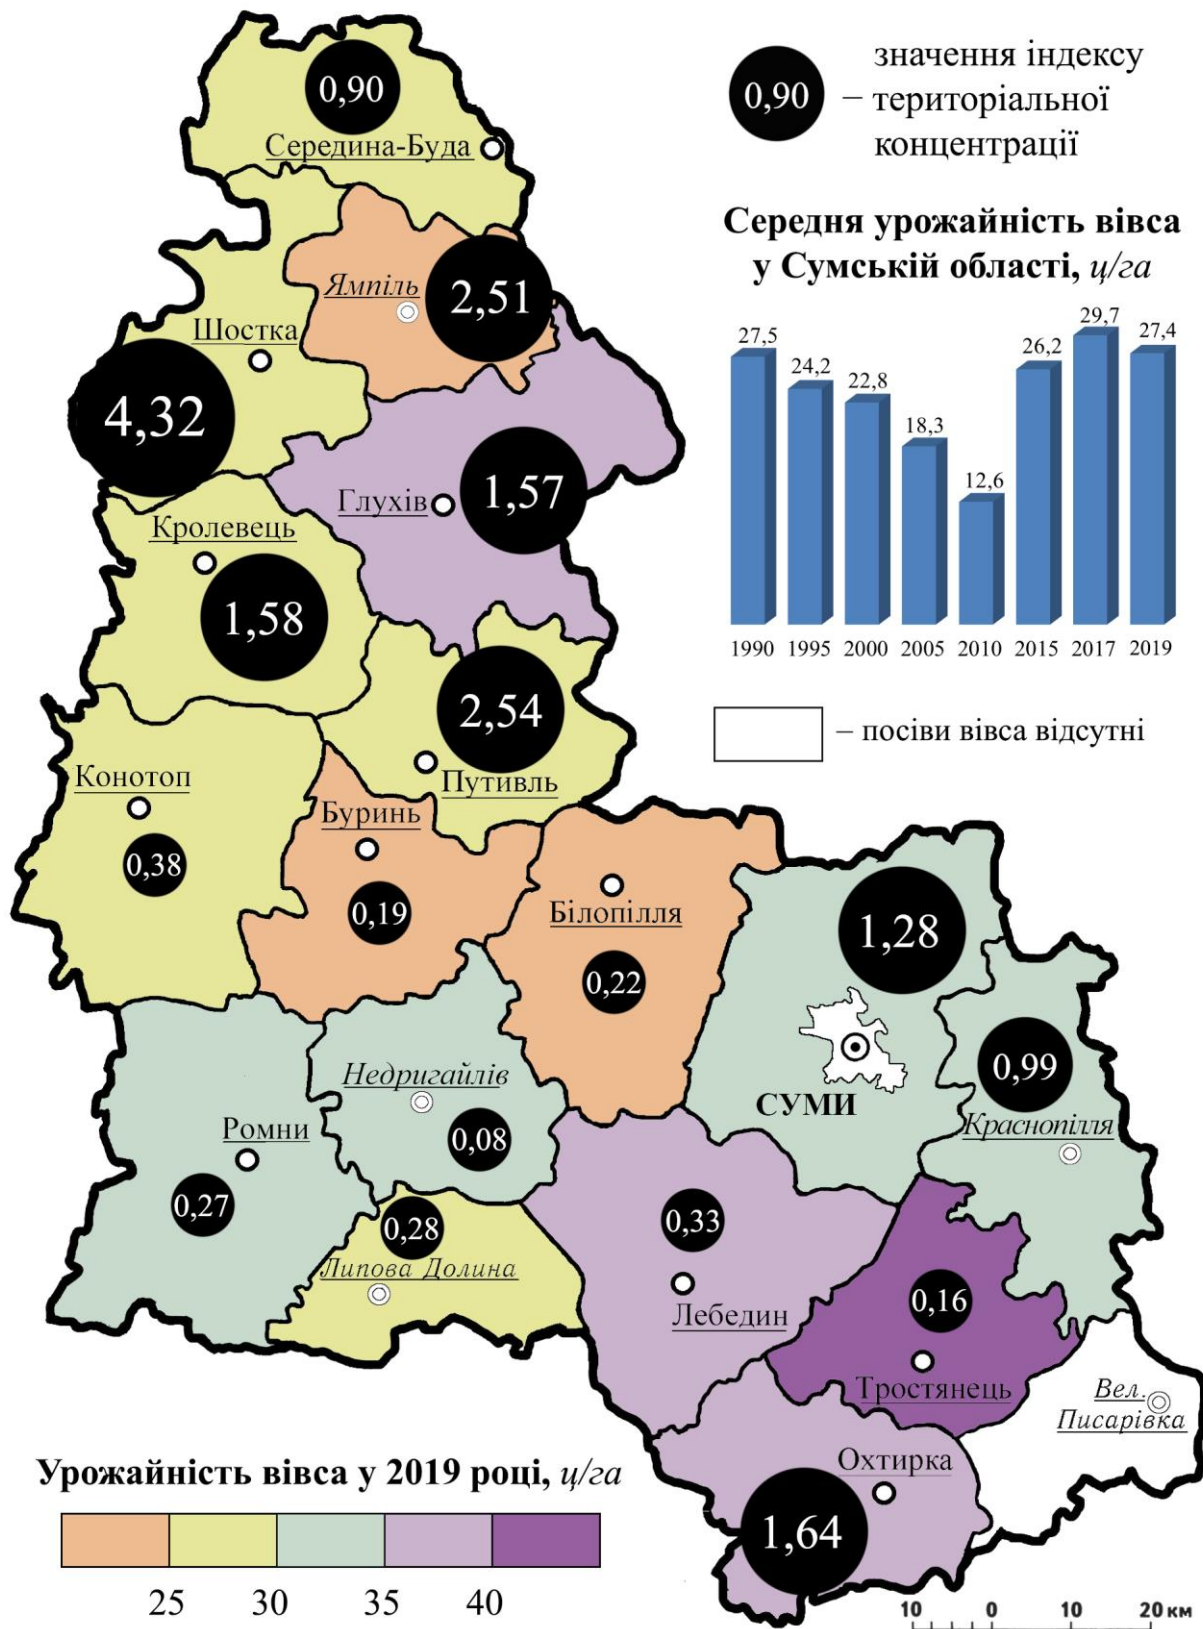 0,90
Середина-Буда
0,90
– значення індексу
територіальної
концентрації
Середня урожайність вівса
у Сумській області, ц/га
27,5
24,2
22,8
18,3
12,6
26,2
29,7
27,4
1990
1995
2000
2005
2010
2015
2017
2019
– посіви вівса відсутні
Ямпіль
2,51
Шостка
4,32
Глухів
1,57
Кролевець
1,58
2,54
Путивль
Конотоп
0,38
Буринь
0,19
Білопілля
0,22
1,28
СУМИ
0,99
Краснопілля
Недригайлів
0,08
Ромни
0,27
0,28
Липова Долина
0,33
Лебедин
0,16
Тростянець
Вел.
Писарівка
Охтирка
1,64
Урожайність вівса у 2019 році, ц/га
25
30
35
40
10
0
10
20 км